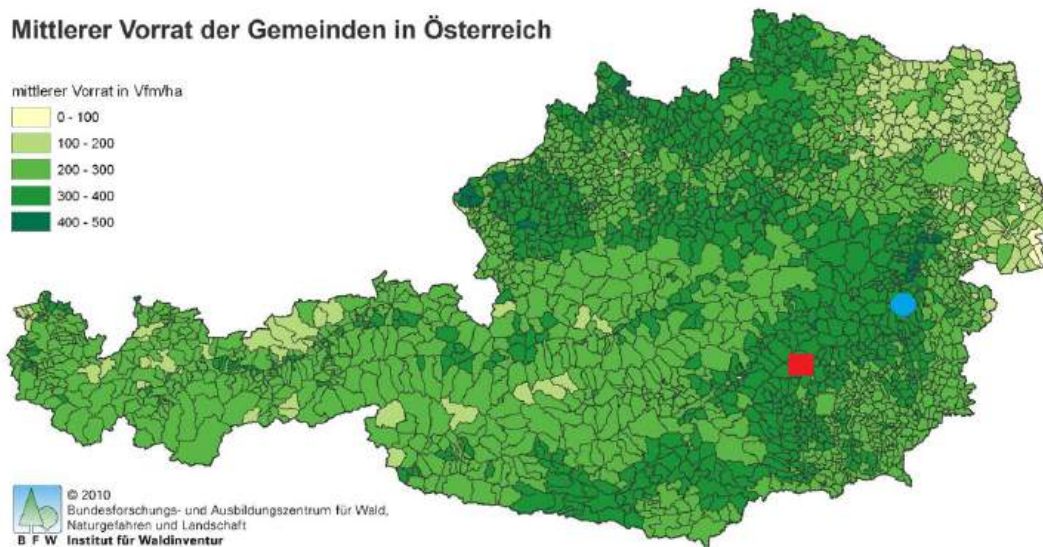 Mittlerer Vorrat der Gemeinden in Österreich
mittlerer Vorrat in Vfm/ha
0 - 100
100 - 200
200 - 300
300 - 400
400 - 500
© 2010
Bundesforschungs- und Ausbildungszentrum für Wald,
Naturgefahren und Landschaft
B F W Institut für Waldinventur